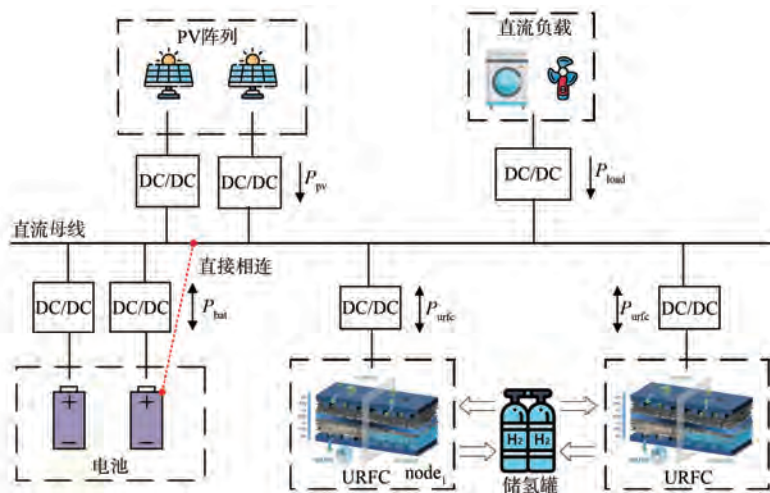 PV阵列
直流负载
DC/DC
DC/DC
P_pv
DC/DC
P_load
直流母线
直接相连
DC/DC
DC/DC
P_bat
DC/DC
P_urfc
P_urfc
DC/DC
+
+
−
−
电池
H₂
H₂
URFC
node_i
储氢罐
URFC